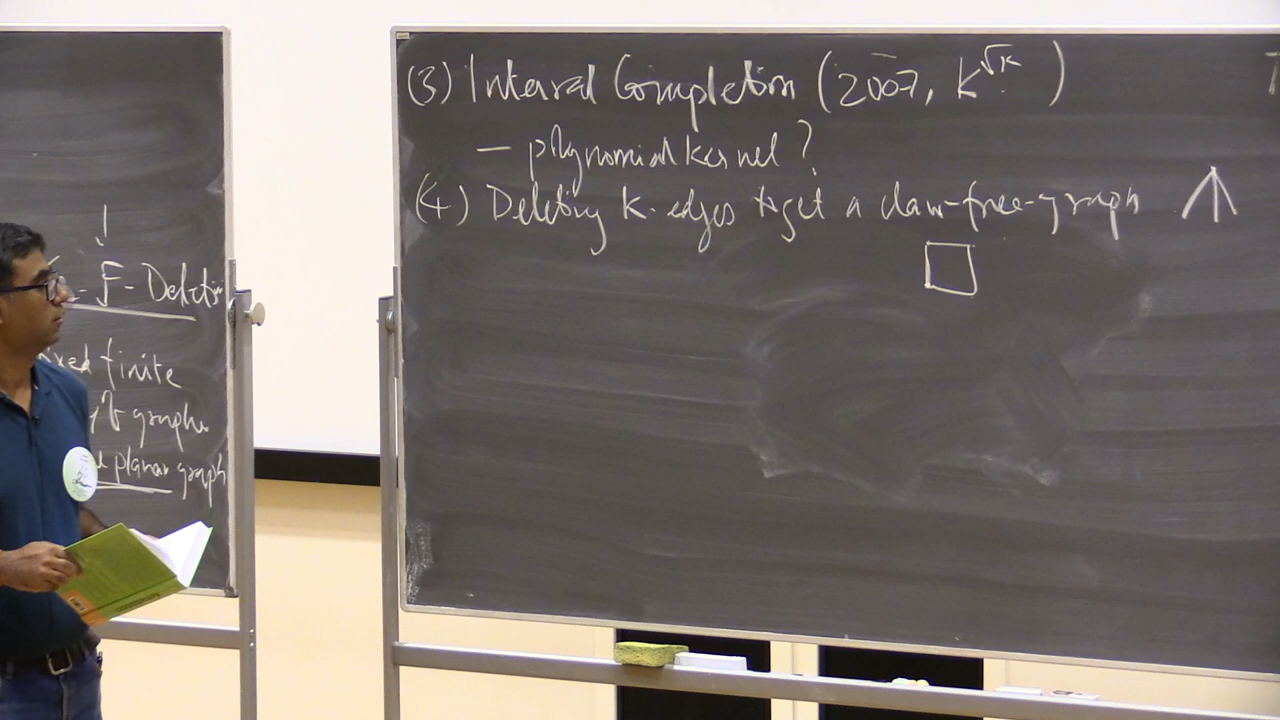 F-Deletion
fixed finite
of graphs
planar graph
(3) Interval Completion (2007, k^√k)
— polynomial kernel?
(4) Deleting k-edges to get a claw-free-graph